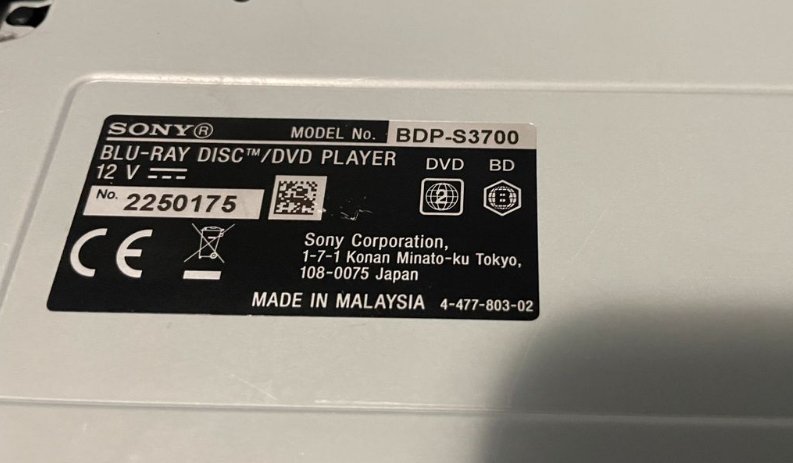 SONY® MODEL No. BDP-S3700
BLU-RAY DISC™/DVD PLAYER DVD BD
12 V
No. 2250175 2 B
CE
Sony Corporation,
1-7-1 Konan Minato-ku Tokyo,
108-0075 Japan
MADE IN MALAYSIA 4-477-803-02